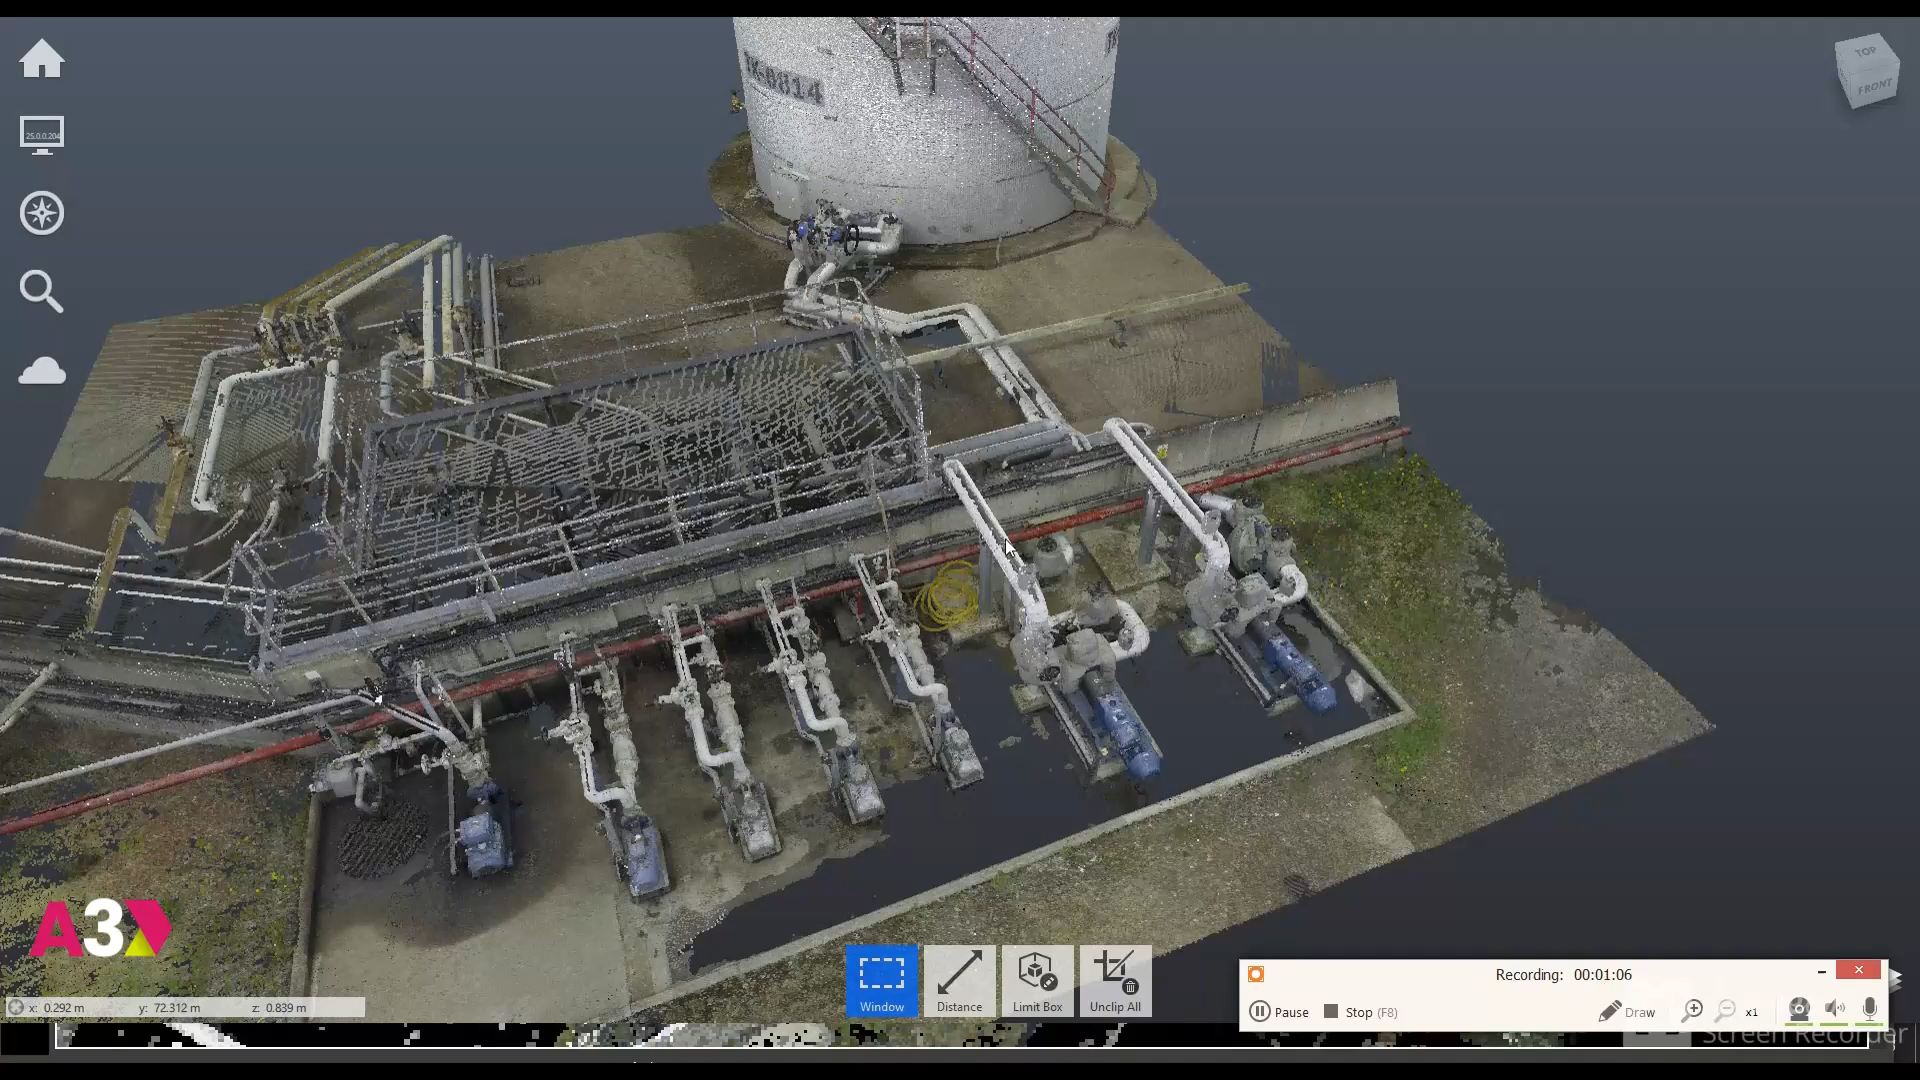 TK-0814
TOP
FRONT
25.0.0.204
A3
x: 0.292 m y: 72.312 m z: 0.839 m
Window
Distance
Limit Box
Unclip All
Recording: 00:01:06
Pause
Stop (F8)
Draw
x1
Screen Recorder